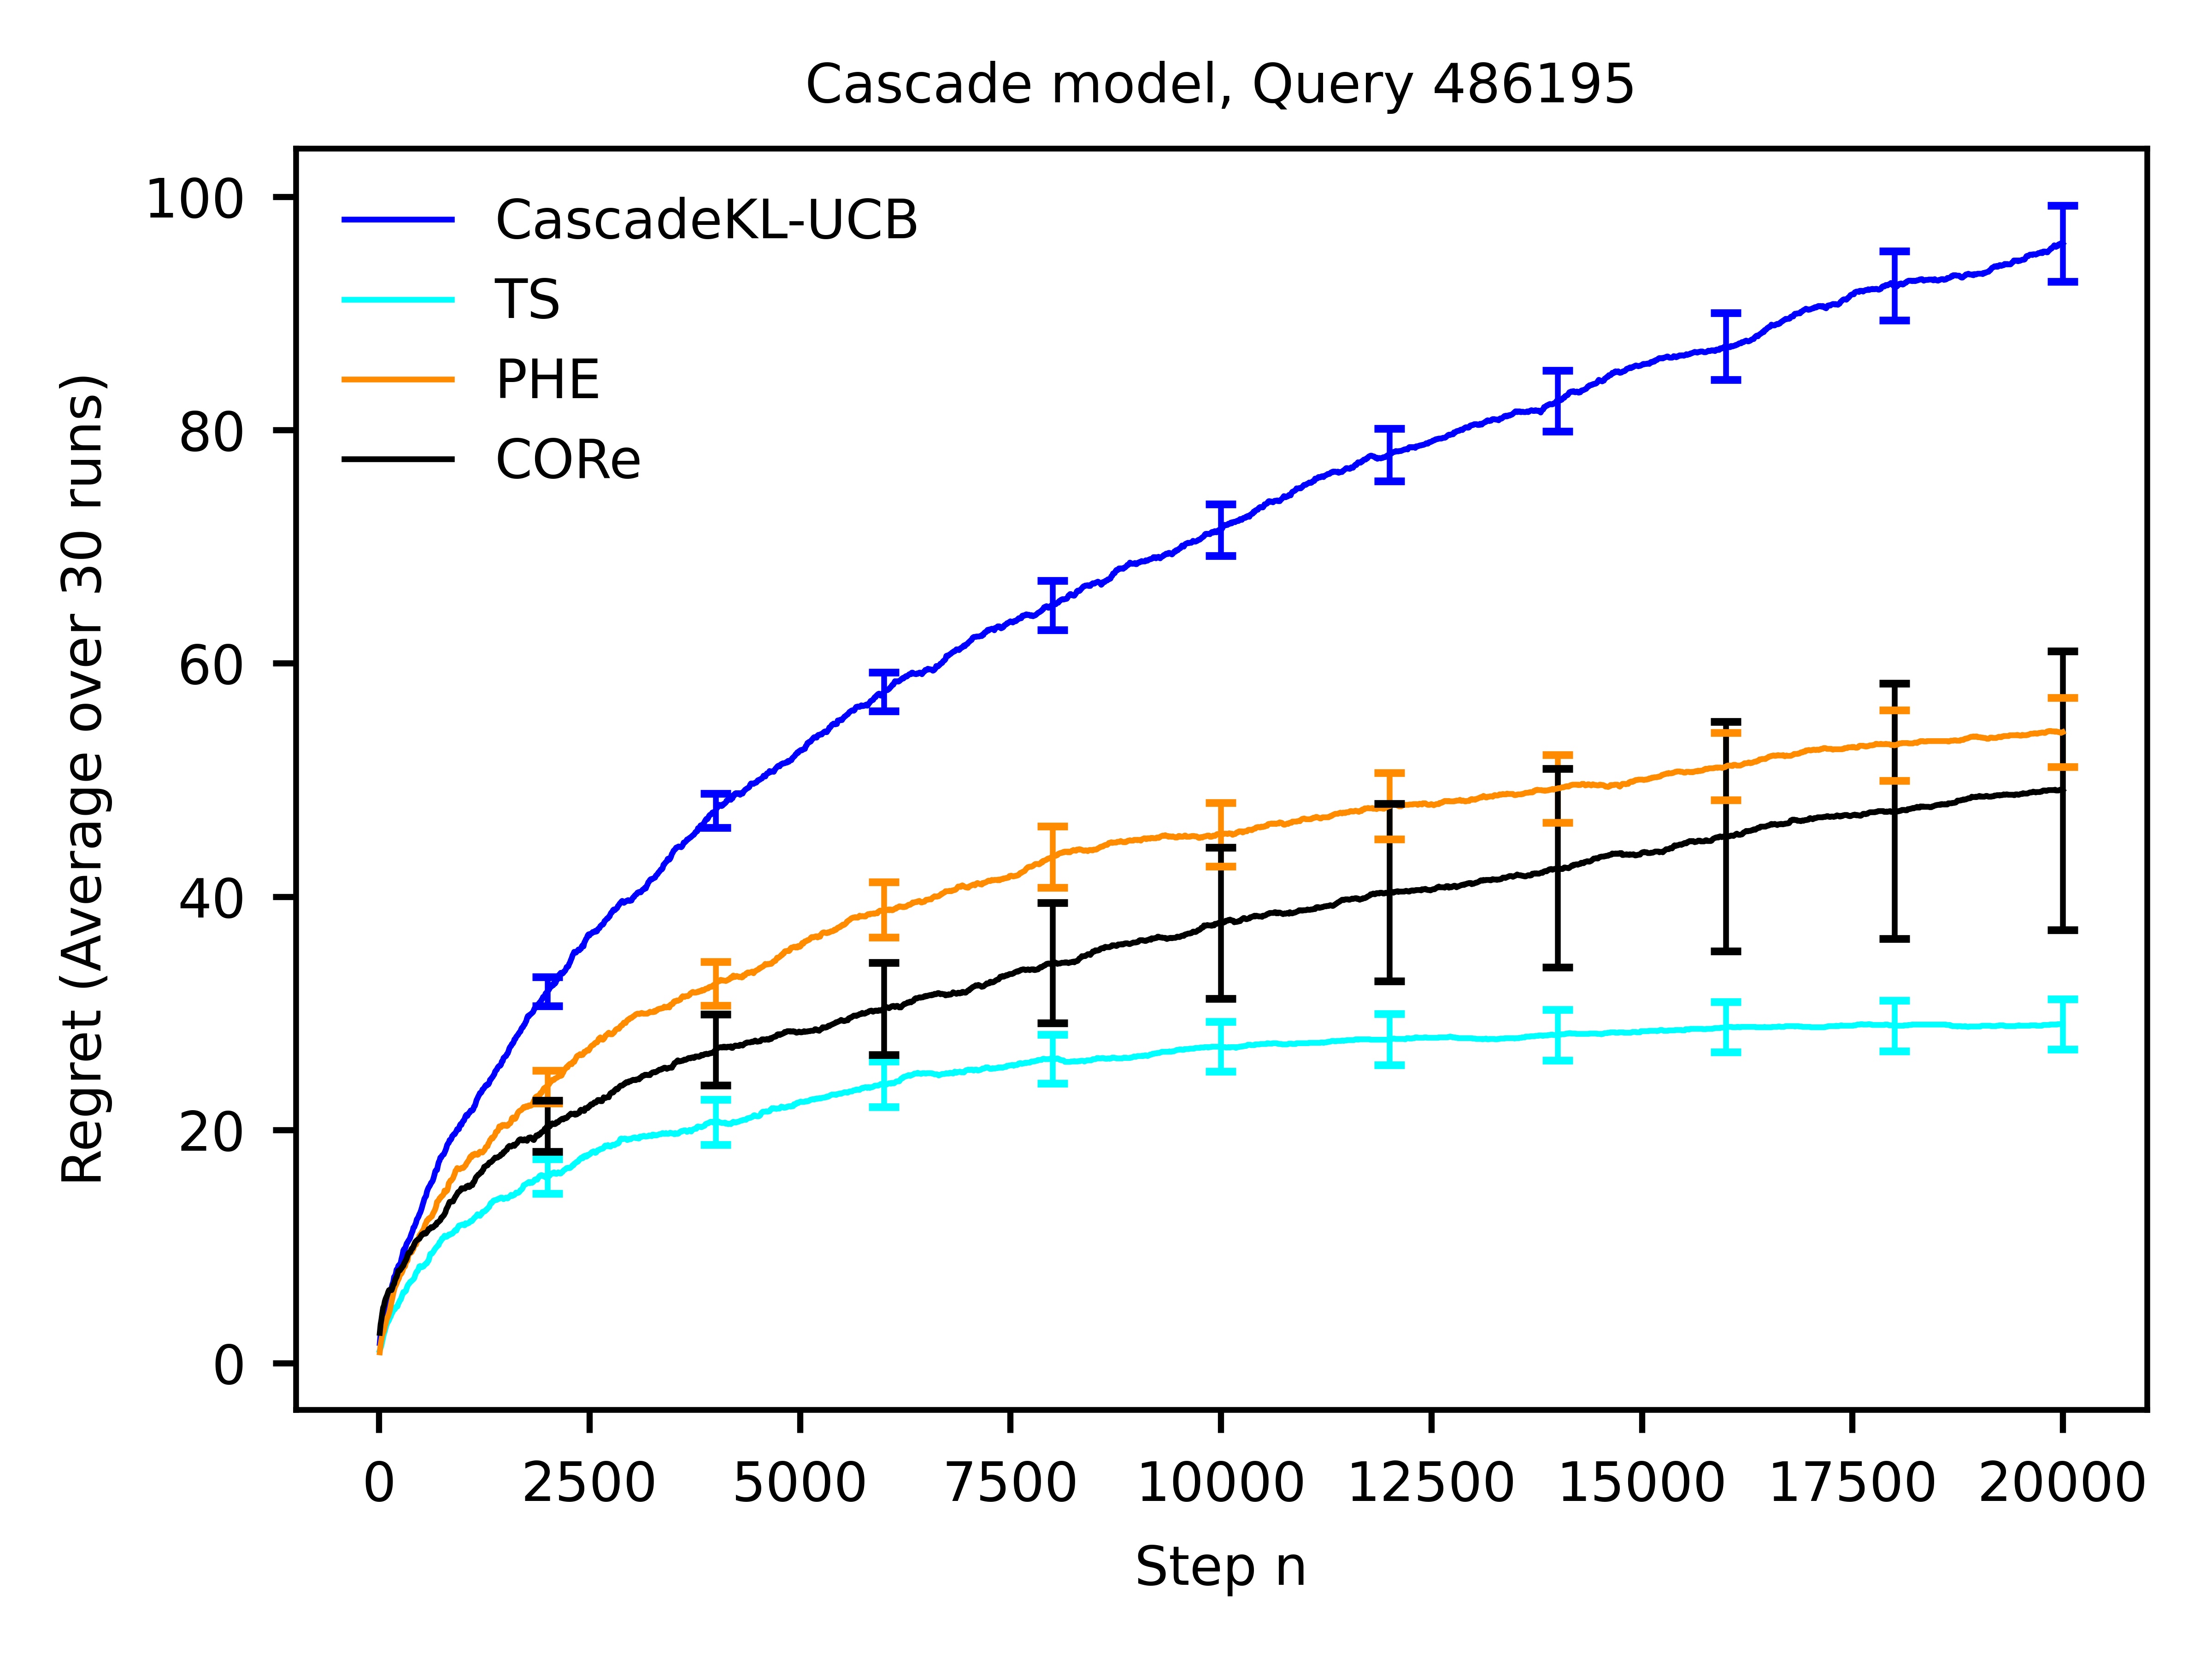 Cascade model, Query 486195
CascadeKL-UCB
TS
PHE
CORe
Regret (Average over 30 runs)
100
80
60
40
20
0
0 2500 5000 7500 10000 12500 15000 17500 20000
Step n